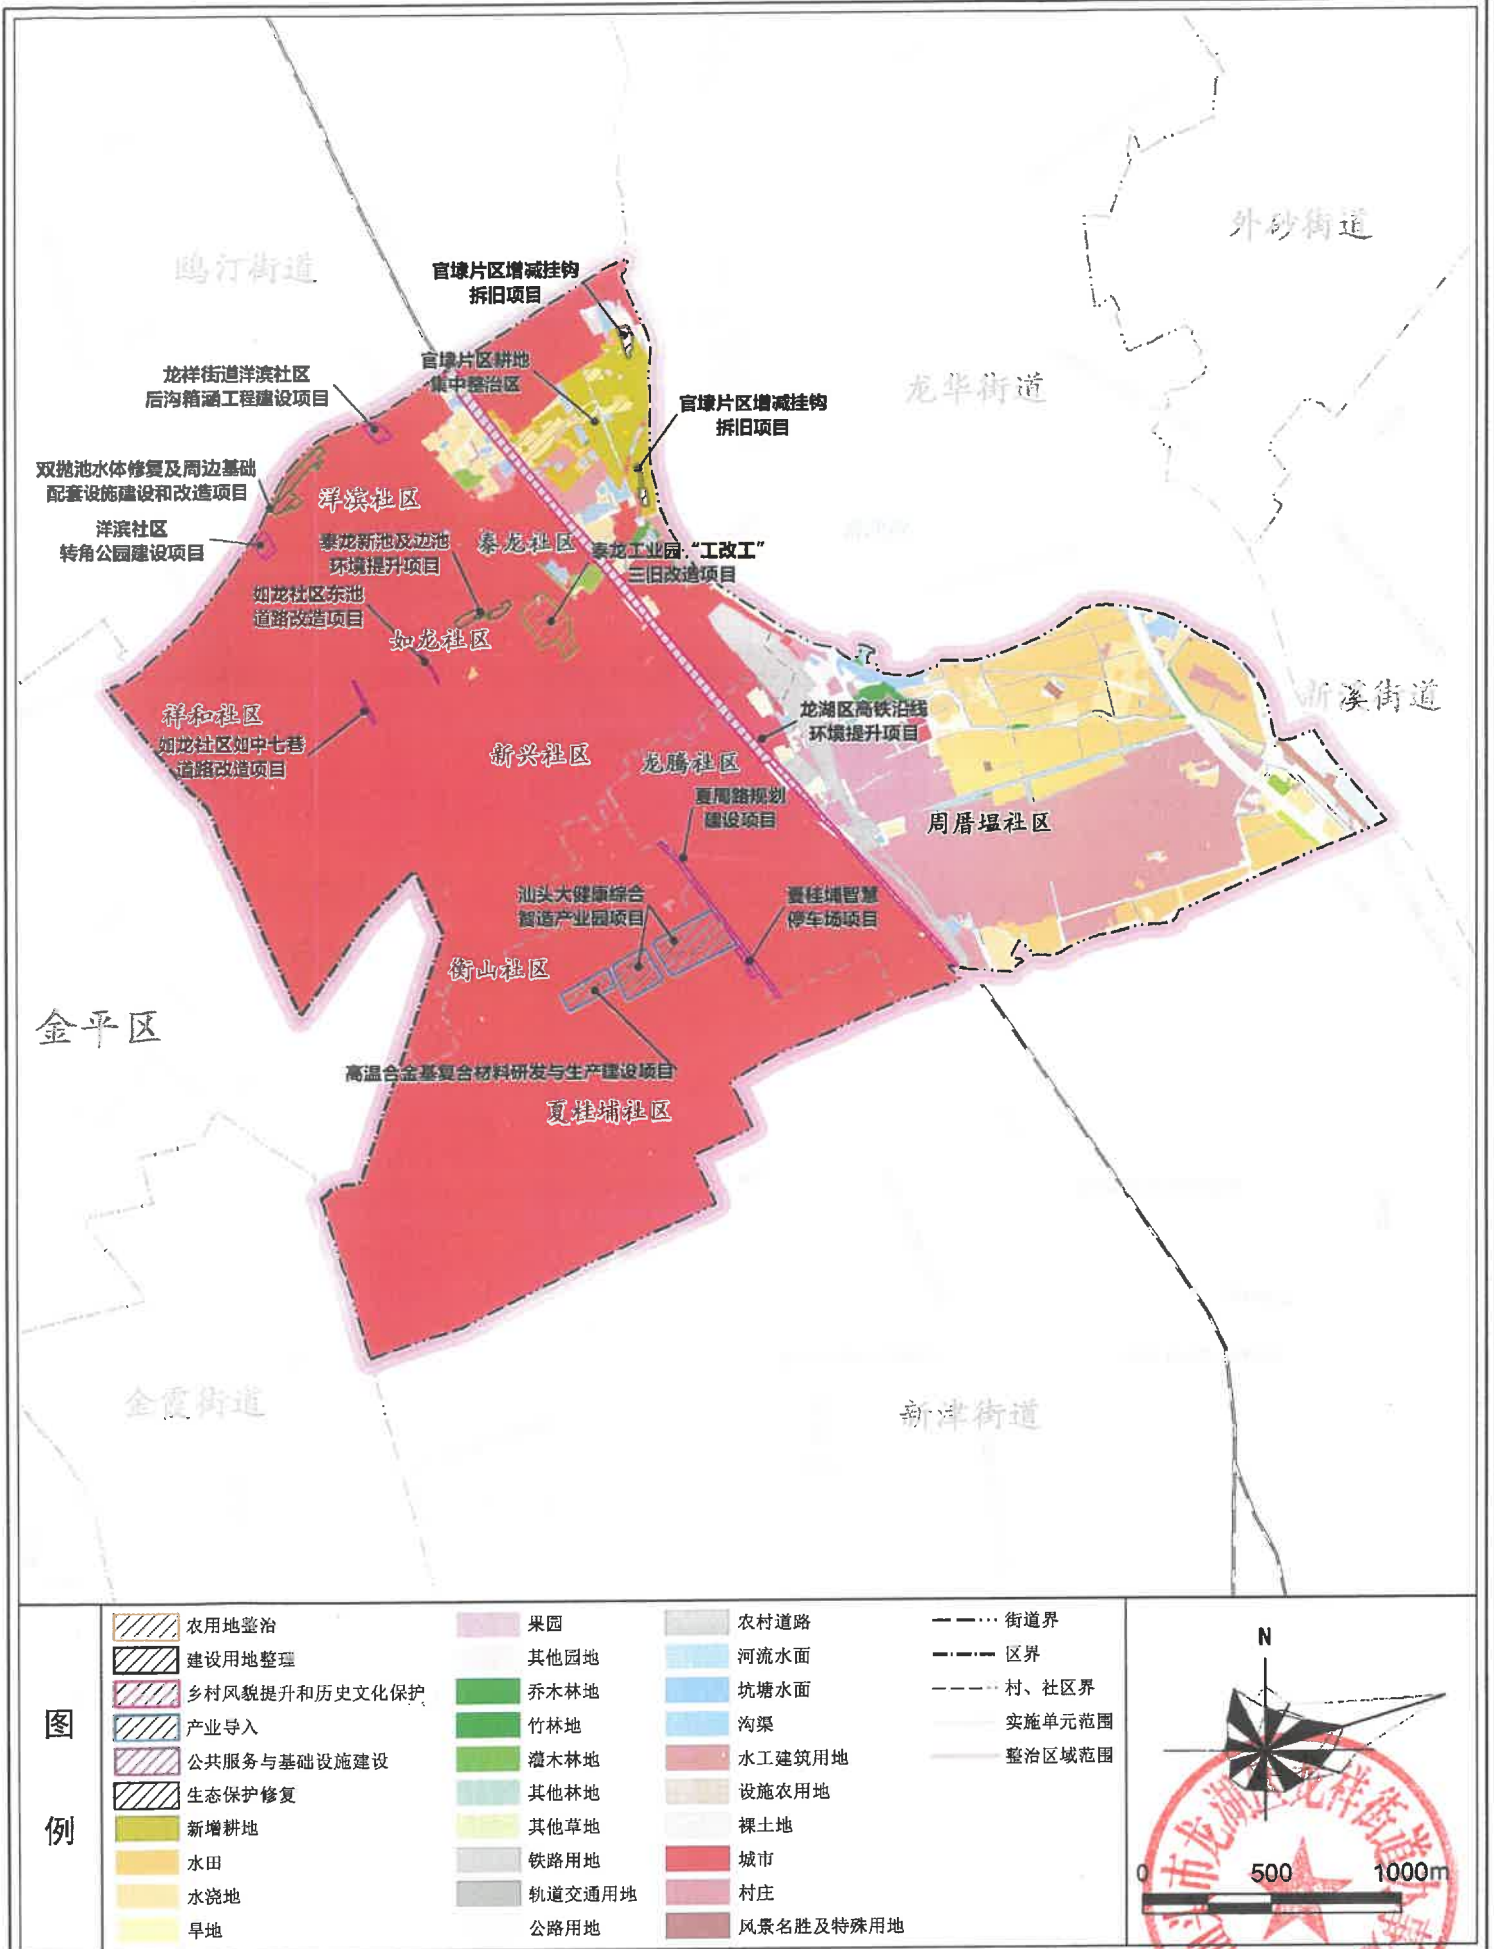 外砂街道
鸥汀街道
官埭片区增减挂钩
拆旧项目
官埭片区耕地
集中整治区
龙祥街道洋滨社区
后沟箱涵工程建设项目
龙华街道
官埭片区增减挂钩
拆旧项目
双抛池水体修复及周边基础
配套设施建设和改造项目
洋滨社区
洋滨社区
转角公园建设项目
泰龙新池及边池
环境提升项目
泰龙社区
泰龙工业园“工改工”
三旧改造项目
如龙社区东池
道路改造项目
如龙社区
新溪街道
祥和社区
如龙社区如中七巷
道路改造项目
龙湖区高铁沿线
环境提升项目
新兴社区
龙腾社区
夏周路规划
建设项目
周厝塭社区
汕头大健康综合
智造产业园项目
夏桂埔智慧
停车场项目
衡山社区
金平区
高温合金基复合材料研发与生产建设项目
夏桂埔社区
金霞街道
新津街道
图例
农用地整治
建设用地整理
乡村风貌提升和历史文化保护
产业导入
公共服务与基础设施建设
生态保护修复
新增耕地
水田
水浇地
旱地
果园
其他园地
乔木林地
竹林地
灌木林地
其他林地
其他草地
铁路用地
轨道交通用地
公路用地
农村道路
河流水面
坑塘水面
沟渠
水工建筑用地
设施农用地
裸土地
城市
村庄
风景名胜及特殊用地
街道界
区界
村、社区界
实施单元范围
整治区域范围
N
0 500 1000m